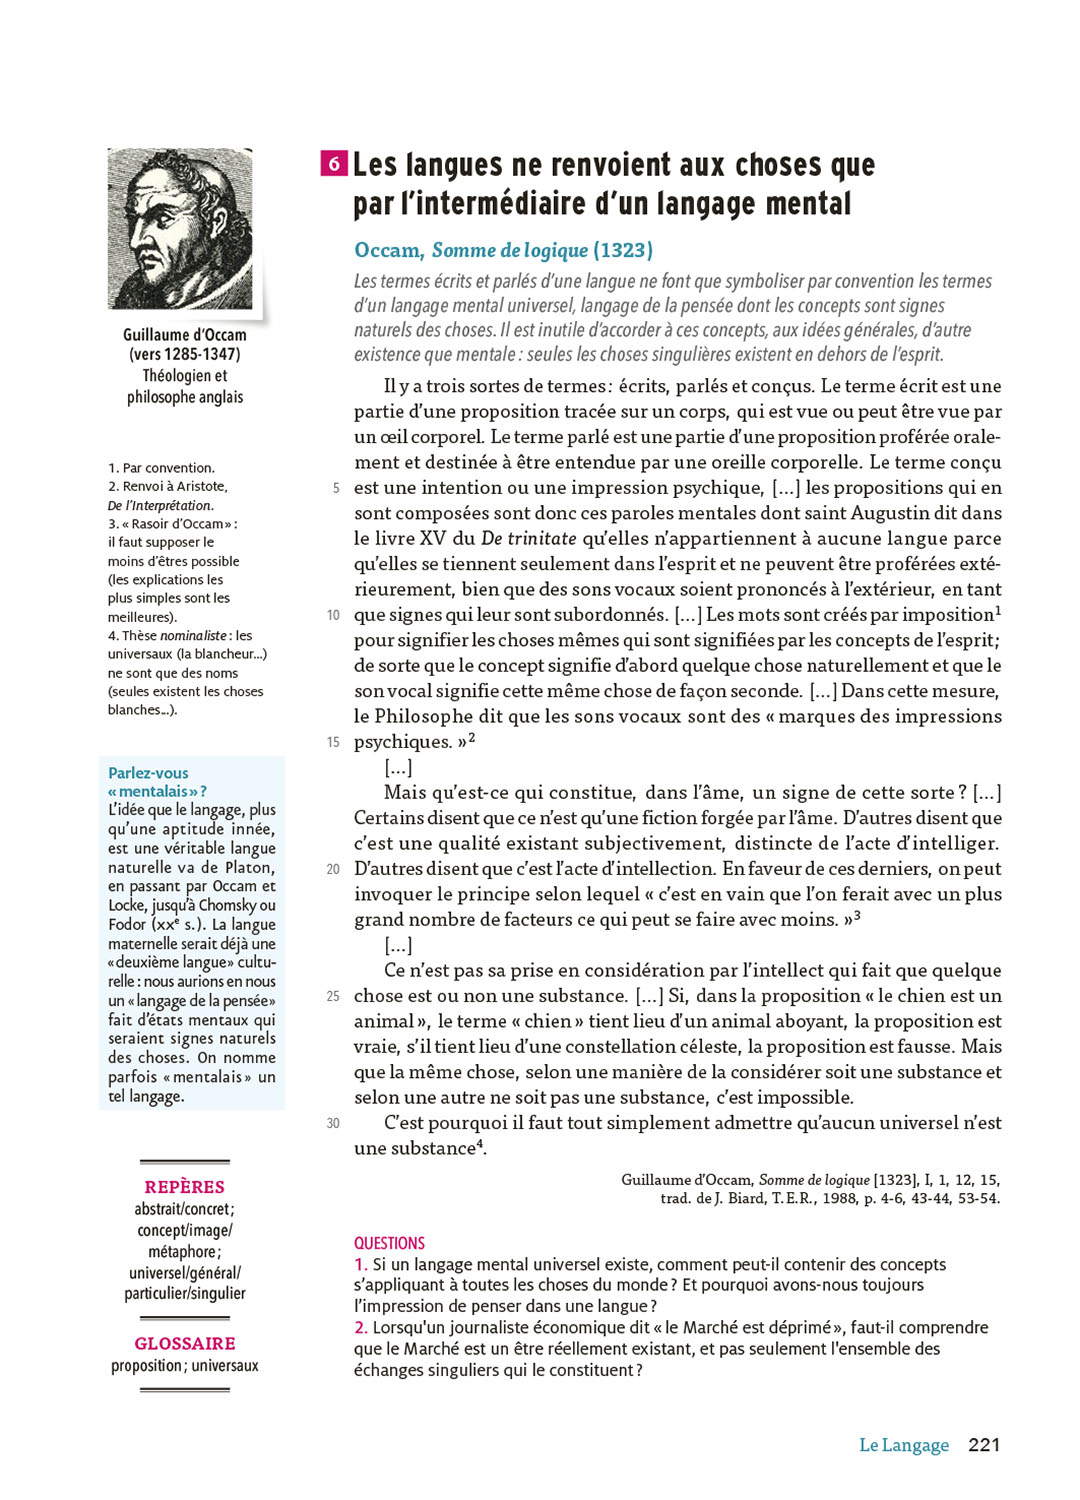 6 Les langues ne renvoient aux choses que
par l’intermédiaire d’un langage mental
Occam, Somme de logique (1323)
Les termes écrits et parlés d’une langue ne font que symboliser par convention les termes
d’un langage mental universel, langage de la pensée dont les concepts sont signes
naturels des choses. Il est inutile d’accorder à ces concepts, aux idées générales, d’autre
existence que mentale : seules les choses singulières existent en dehors de l’esprit.
Guillaume d’Occam
(vers 1285-1347)
Théologien et
philosophe anglais
1. Par convention.
2. Renvoi à Aristote,
De l’Interprétation.
3. « Rasoir d’Occam » :
il faut supposer le
moins d’êtres possible
(les explications les
plus simples sont les
meilleures).
4. Thèse nominaliste : les
universaux (la blancheur...)
ne sont que des noms
(seules existent les choses
blanches...).
Parlez-vous
« mentalais » ?
L’idée que le langage, plus
qu’une aptitude innée,
est une véritable langue
naturelle va de Platon,
en passant par Occam et
Locke, jusqu’à Chomsky ou
Fodor (XXe s.). La langue
maternelle serait déjà une
« deuxième langue » cultu-
relle : nous aurions en nous
un « langage de la pensée »
fait d’états mentaux qui
seraient signes naturels
des choses. On nomme
parfois « mentalais » un
tel langage.
REPÈRES
abstrait/concret ;
concept/image/
métaphore ;
universel/général/
particulier/singulier
GLOSSAIRE
proposition ; universaux
Il y a trois sortes de termes : écrits, parlés et conçus. Le terme écrit est une
partie d’une proposition tracée sur un corps, qui est vue ou peut être vue par
un œil corporel. Le terme parlé est une partie d’une proposition proférée orale-
ment et destinée à être entendue par une oreille corporelle. Le terme conçu
5 est une intention ou une impression psychique, [...] les propositions qui en
sont composées sont donc ces paroles mentales dont saint Augustin dit dans
le livre XV du De trinitate qu’elles n’appartiennent à aucune langue parce
qu’elles se tiennent seulement dans l’esprit et ne peuvent être proférées exté-
rieurement, bien que des sons vocaux soient prononcés à l’extérieur, en tant
10 que signes qui leur sont subordonnés. [...] Les mots sont créés par imposition1
pour signifier les choses mêmes qui sont signifiées par les concepts de l’esprit ;
de sorte que le concept signifie d’abord quelque chose naturellement et que le
son vocal signifie cette même chose de façon seconde. [...] Dans cette mesure,
le Philosophe dit que les sons vocaux sont des « marques des impressions
15 psychiques. »2
[...]
Mais qu’est-ce qui constitue, dans l’âme, un signe de cette sorte ? [...]
Certains disent que ce n’est qu’une fiction forgée par l’âme. D’autres disent que
c’est une qualité existant subjectivement, distincte de l’acte d’intelliger.
20 D’autres disent que c’est l’acte d’intellection. En faveur de ces derniers, on peut
invoquer le principe selon lequel « c’est en vain que l’on ferait avec un plus
grand nombre de facteurs ce qui peut se faire avec moins. »3
[...]
Ce n’est pas sa prise en considération par l’intellect qui fait que quelque
25 chose est ou non une substance. [...] Si, dans la proposition « le chien est un
animal », le terme « chien » tient lieu d’un animal aboyant, la proposition est
vraie, s’il tient lieu d’une constellation céleste, la proposition est fausse. Mais
que la même chose, selon une manière de la considérer soit une substance et
selon une autre ne soit pas une substance, c’est impossible.
30 C’est pourquoi il faut tout simplement admettre qu’aucun universel n’est
une substance4.
Guillaume d’Occam, Somme de logique [1323], I, 1, 12, 15,
trad. de J. Biard, T.E.R., 1988, p. 4-6, 43-44, 53-54.
QUESTIONS
1. Si un langage mental universel existe, comment peut-il contenir des concepts
s’appliquant à toutes les choses du monde ? Et pourquoi avons-nous toujours
l’impression de penser dans une langue ?
2. Lorsqu'un journaliste économique dit « le Marché est déprimé », faut-il comprendre
que le Marché est un être réellement existant, et pas seulement l'ensemble des
échanges singuliers qui le constituent ?
Le Langage 221